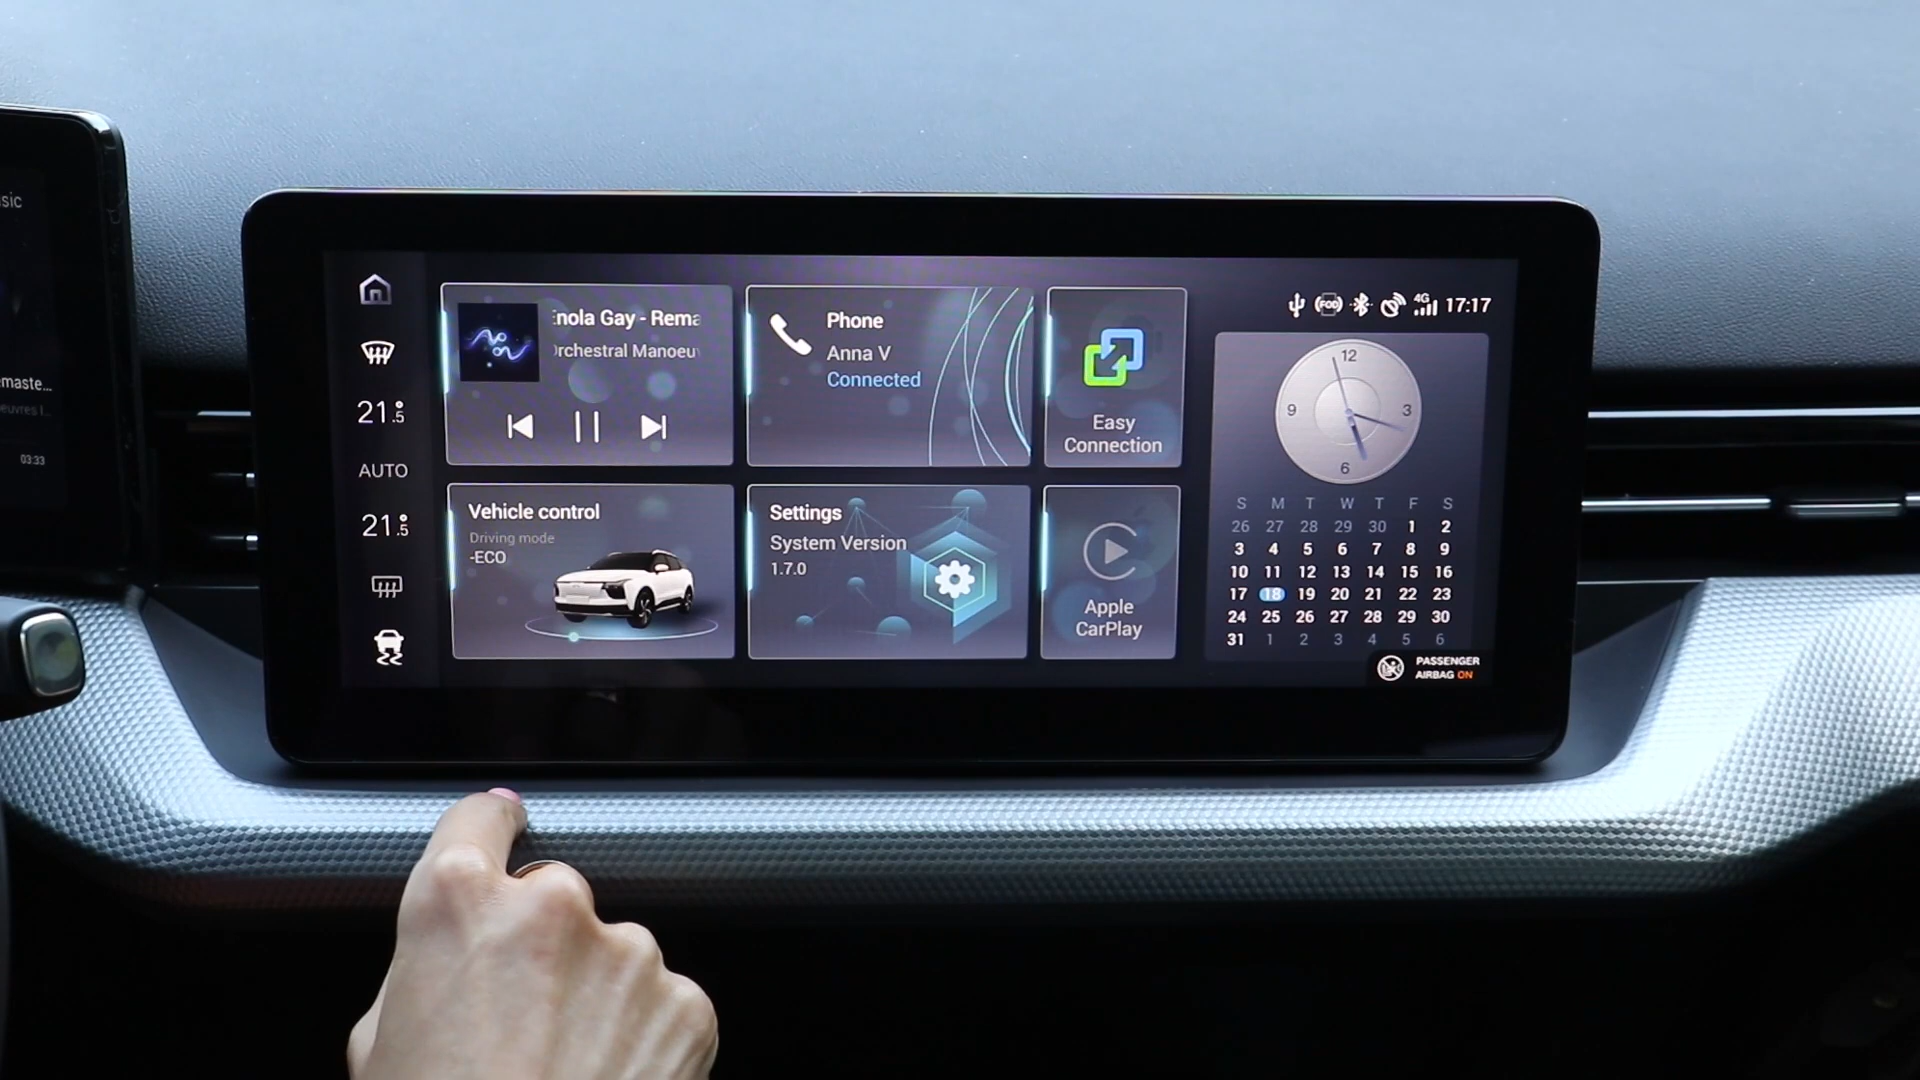 sic
emaste...
03:33
21.5
AUTO
21.5
nola Gay - Rema
Orchestral Manoeu
Phone
Anna V
Connected
Easy
Connection
Vehicle control
Driving mode
-ECO
Settings
System Version
1.7.0
Apple
CarPlay
FOD
4G
17:17
12
9
3
6
S M T W T F S
26 27 28 29 30 1 2
3 4 5 6 7 8 9
10 11 12 13 14 15 16
17 18 19 20 21 22 23
24 25 26 27 28 29 30
31 1 2 3 4 5 6
PASSENGER
AIRBAG ON